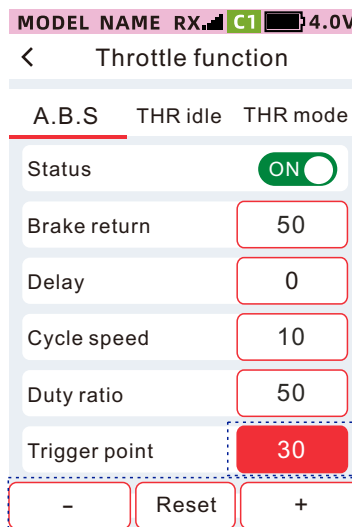 MODEL NAME RX C1 4.0V
< Throttle function
A.B.S THR idle THR mode
Status ON
Brake return 50
Delay 0
Cycle speed 10
Duty ratio 50
Trigger point 30
- Reset +